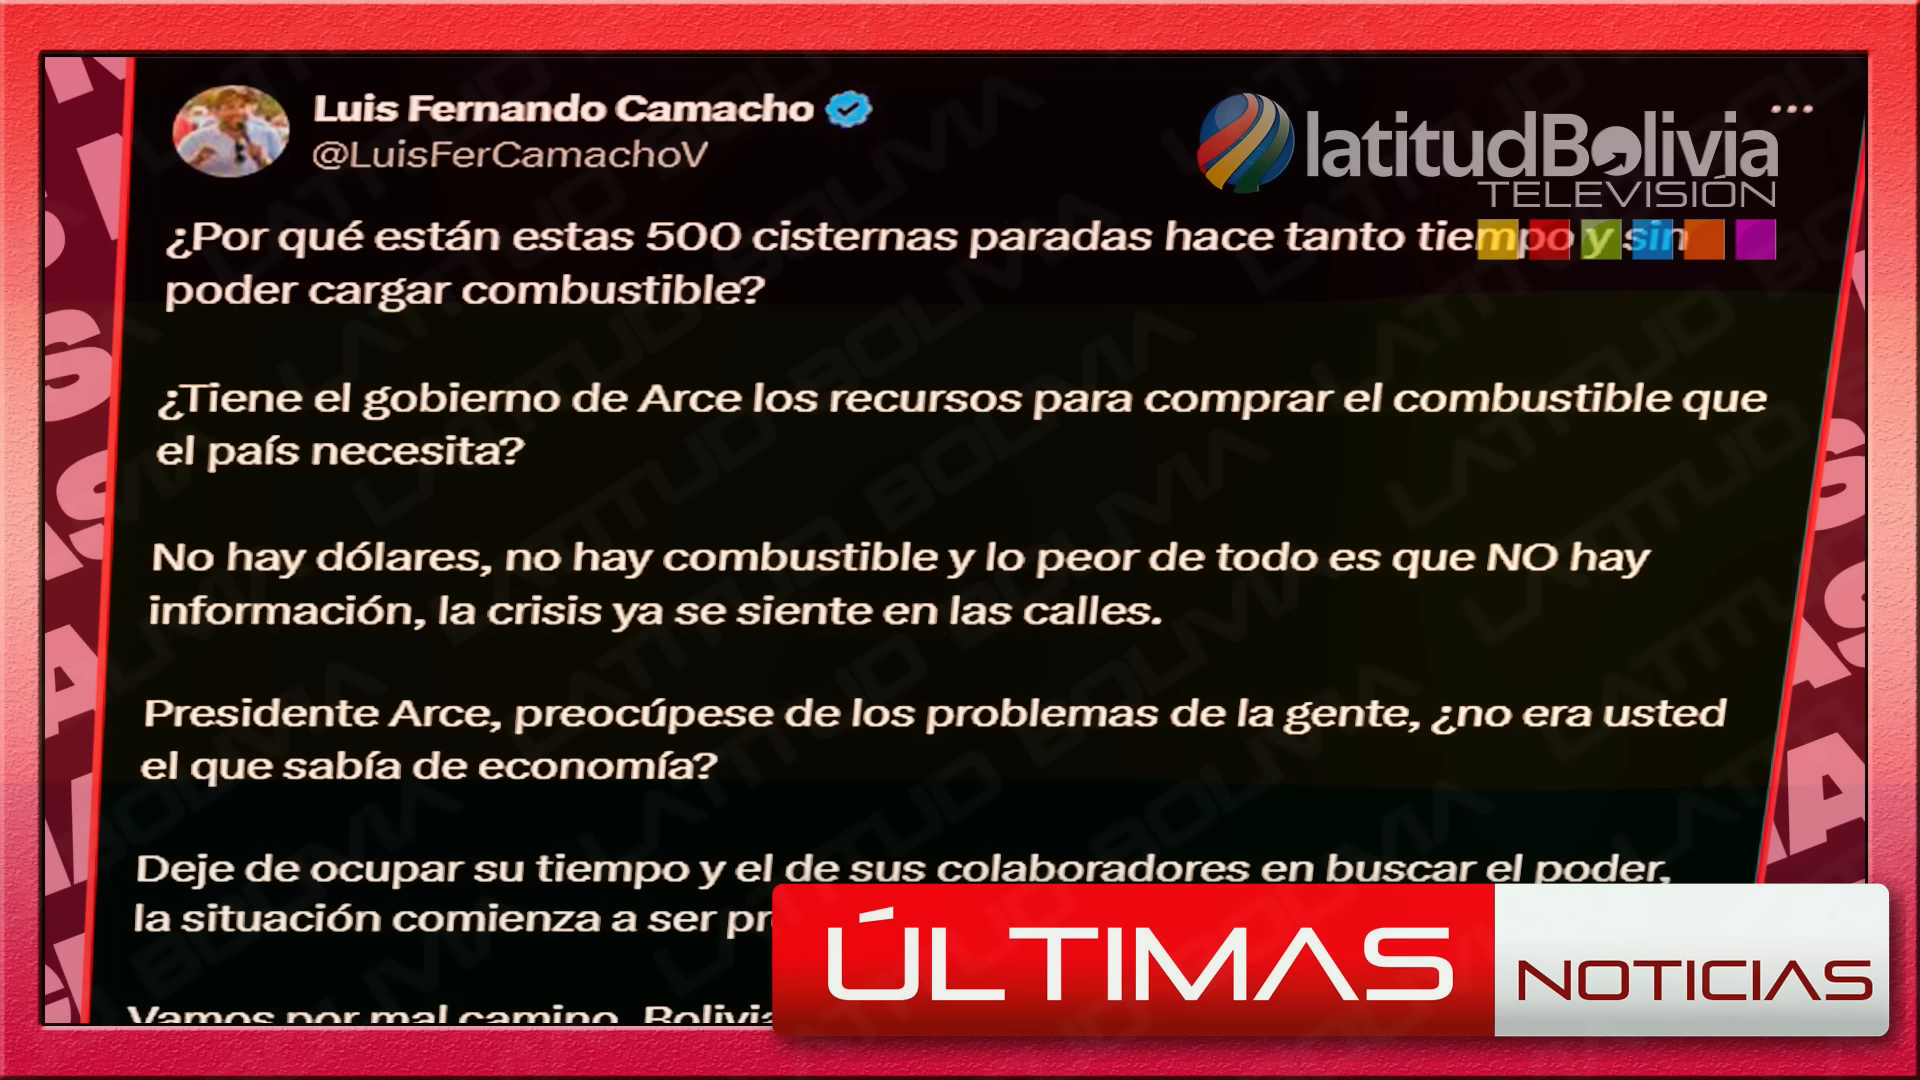 Luis Fernando Camacho
@LuisFerCamachoV
latitudBolivia
TELEVISIÓN
¿Por qué están estas 500 cisternas paradas hace tanto tiempo y sin
poder cargar combustible?
¿Tiene el gobierno de Arce los recursos para comprar el combustible que
el país necesita?
No hay dólares, no hay combustible y lo peor de todo es que NO hay
información, la crisis ya se siente en las calles.
Presidente Arce, preocúpese de los problemas de la gente, ¿no era usted
el que sabía de economía?
Deje de ocupar su tiempo y el de sus colaboradores en buscar el poder,
la situación comienza a ser
Vamos por mal camino, Bolivia
ÚLTIMAS
NOTICIAS